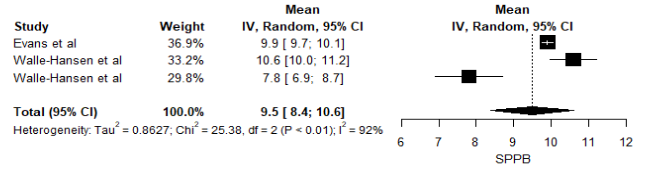 Mean Mean
Study Weight IV, Random, 95% CI IV, Random, 95% CI
Evans et al 36.9% 9.9 [ 9.7; 10.1]
Walle-Hansen et al 33.2% 10.6 [10.0; 11.2]
Walle-Hansen et al 29.8% 7.8 [ 6.9; 8.7]
Total (95% CI) 100.0% 9.5 [ 8.4; 10.6]
Heterogeneity: Tau² = 0.8627; Chi² = 25.38, df = 2 (P < 0.01); I² = 92%
6 7 8 9 10 11 12
SPPB